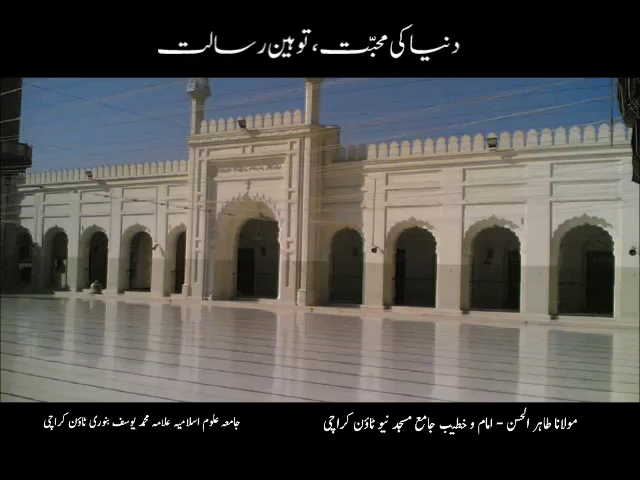 دنیا کی محبّت، توہین رسالت
مولانا طاہر الحسن - امام و خطیب جامع مسجد نیو ٹاؤن کراچی
جامعہ علوم اسلامیہ علامہ محمد یوسف بنوری ٹاؤن کراچی